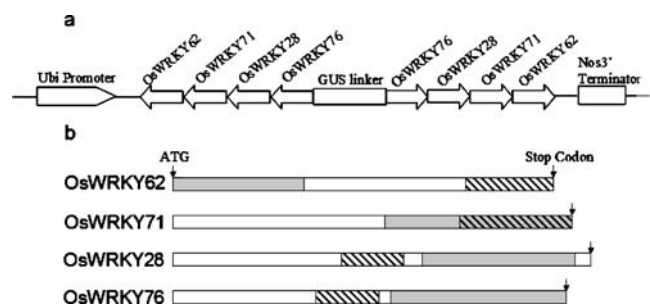 a
Ubi Promoter
OsWRKY62
OsWRKY71
OsWRKY28
OsWRKY76
GUS linker
OsWRKY76
OsWRKY28
OsWRKY71
OsWRKY62
Nos3'
Terminator
b
ATG
Stop Codon
OsWRKY62
OsWRKY71
OsWRKY28
OsWRKY76